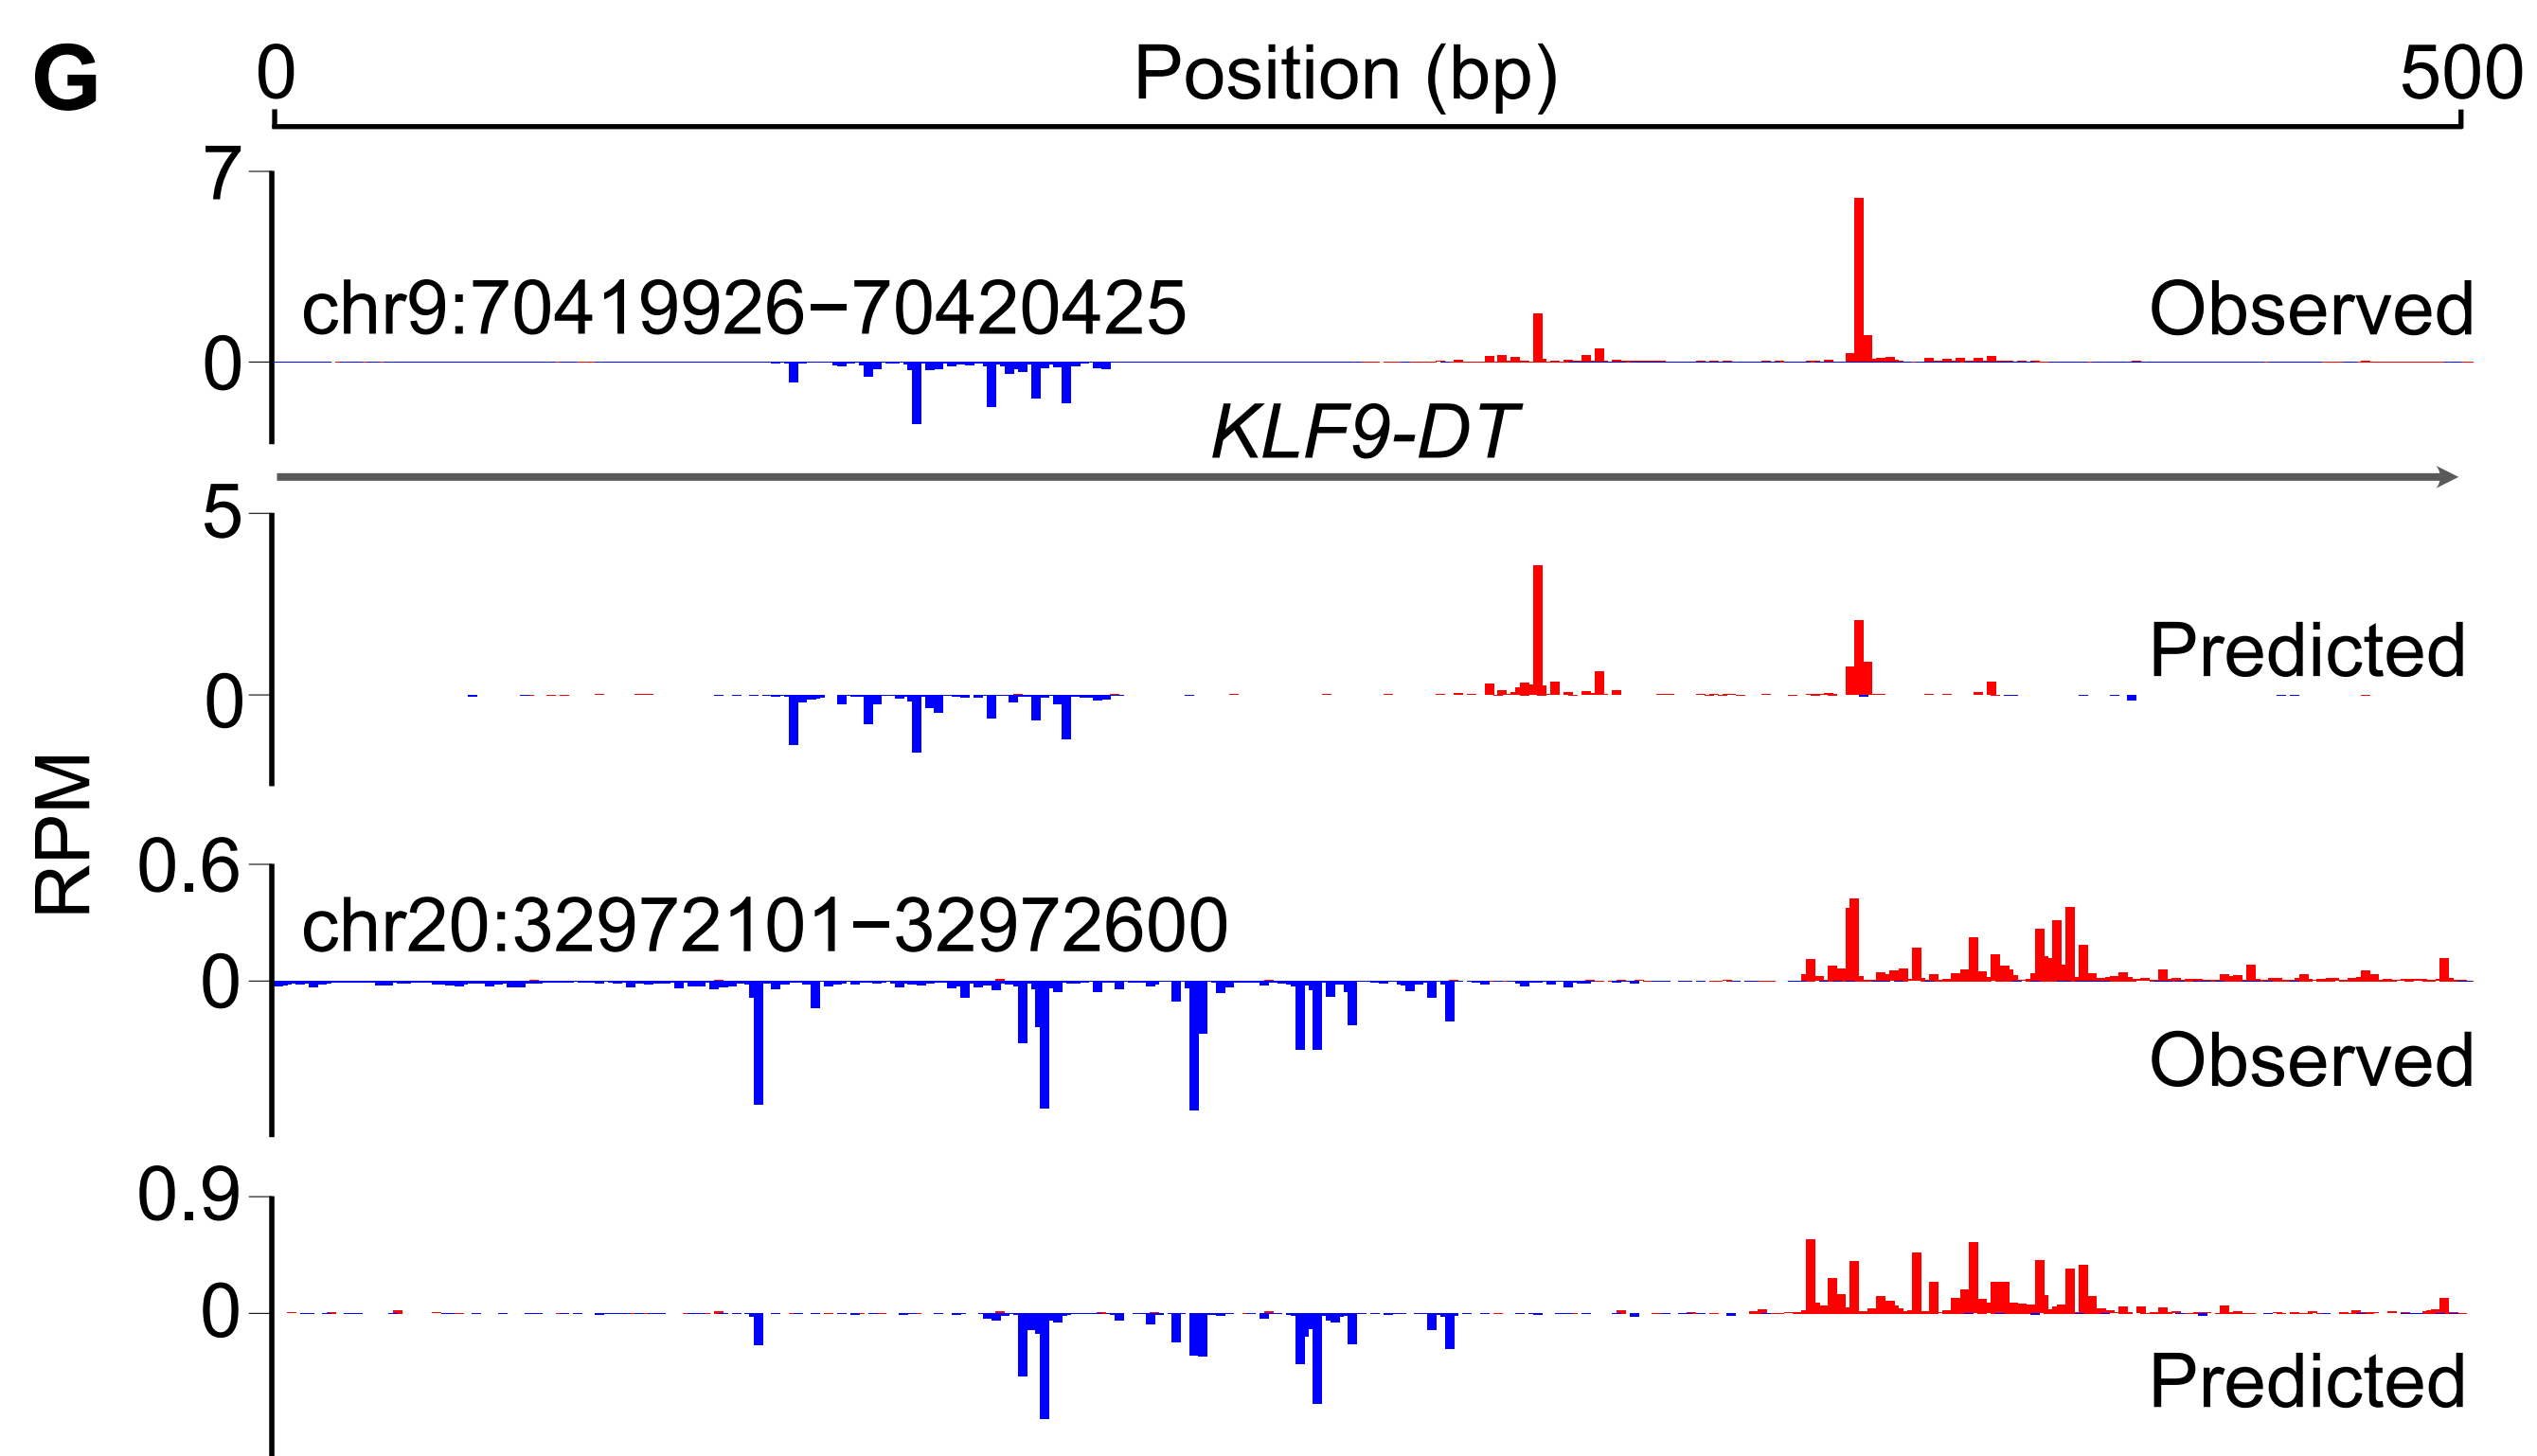 G
0 Position (bp) 500
7
chr9:70419926−70420425 Observed
0
KLF9-DT
5
Predicted
0
RPM
0.6
chr20:32972101−32972600
0
Observed
0.9
0
Predicted